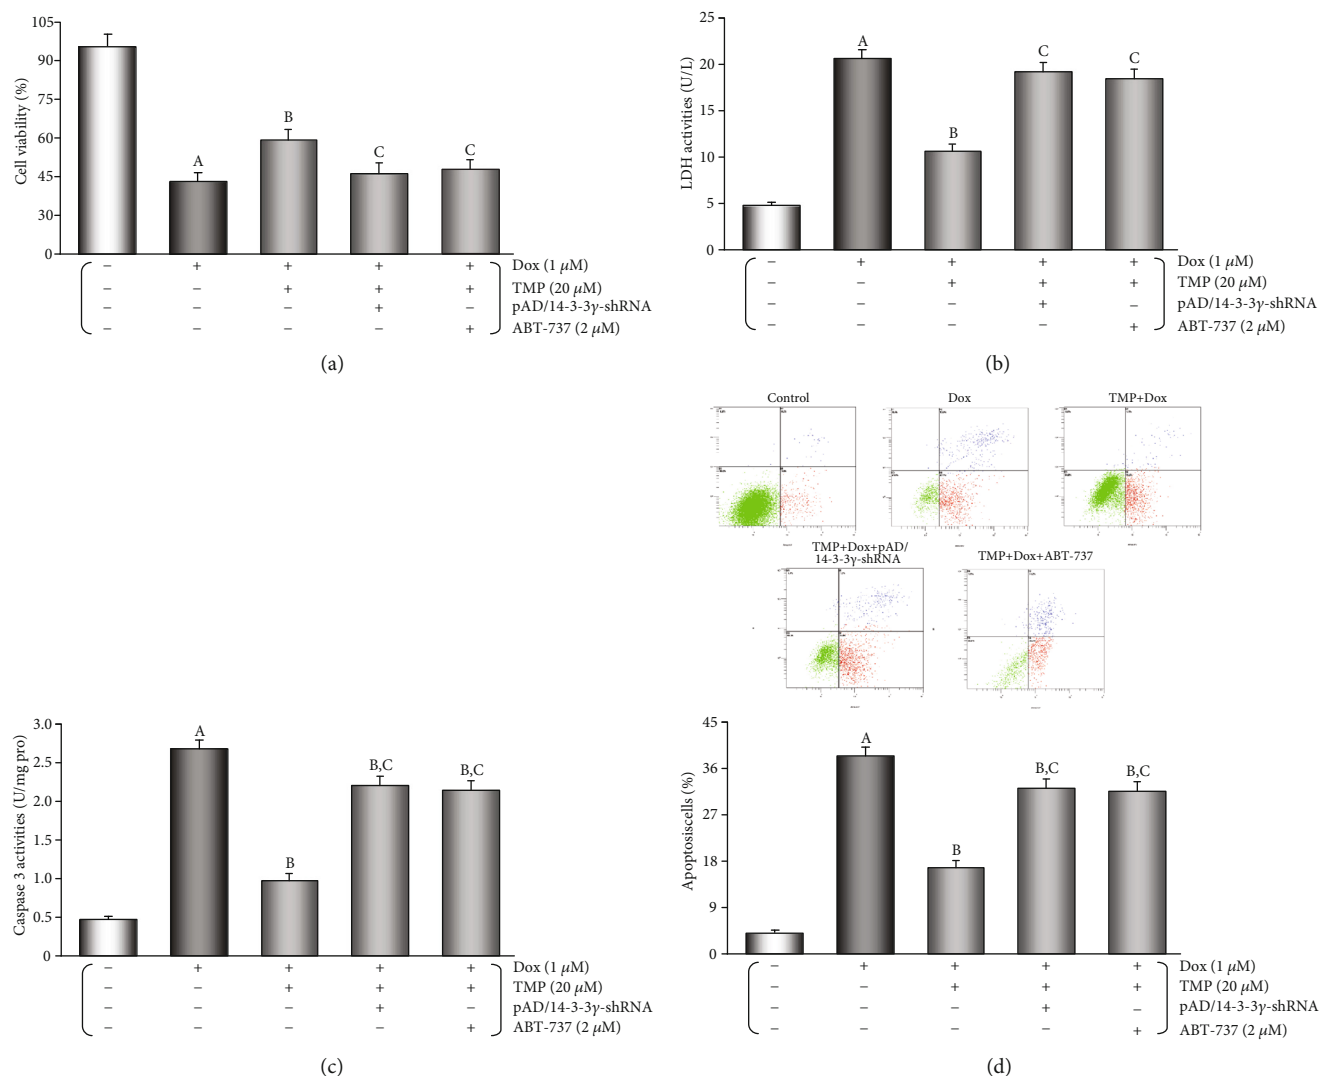 105
90
75
60
45
30
15
0
Cell viability (%)
A
B
C
C
– + + + + Dox (1 μM)
– – + + + TMP (20 μM)
– – – + – pAD/14-3-3γ-shRNA
– – – – + ABT-737 (2 μM)
(a)
25
20
15
10
5
0
LDH activities (U/L)
A
B
C
C
– + + + + Dox (1 μM)
– – + + + TMP (20 μM)
– – – + – pAD/14-3-3γ-shRNA
– – – – + ABT-737 (2 μM)
(b)
3.0
2.5
2.0
1.5
1.0
0.5
0
Caspase 3 activities (U/mg pro)
A
B
B,C
B,C
– + + + + Dox (1 μM)
– – + + + TMP (20 μM)
– – – + – pAD/14-3-3γ-shRNA
– – – – + ABT-737 (2 μM)
(c)
Control
Dox
TMP+Dox
TMP+Dox+pAD/
14-3-3γ-shRNA
TMP+Dox+ABT-737
45
36
27
18
9
0
Apoptosiscells (%)
A
B
B,C
B,C
– + + + + Dox (1 μM)
– – + + + TMP (20 μM)
– – – + – pAD/14-3-3γ-shRNA
– – – – + ABT-737 (2 μM)
(d)